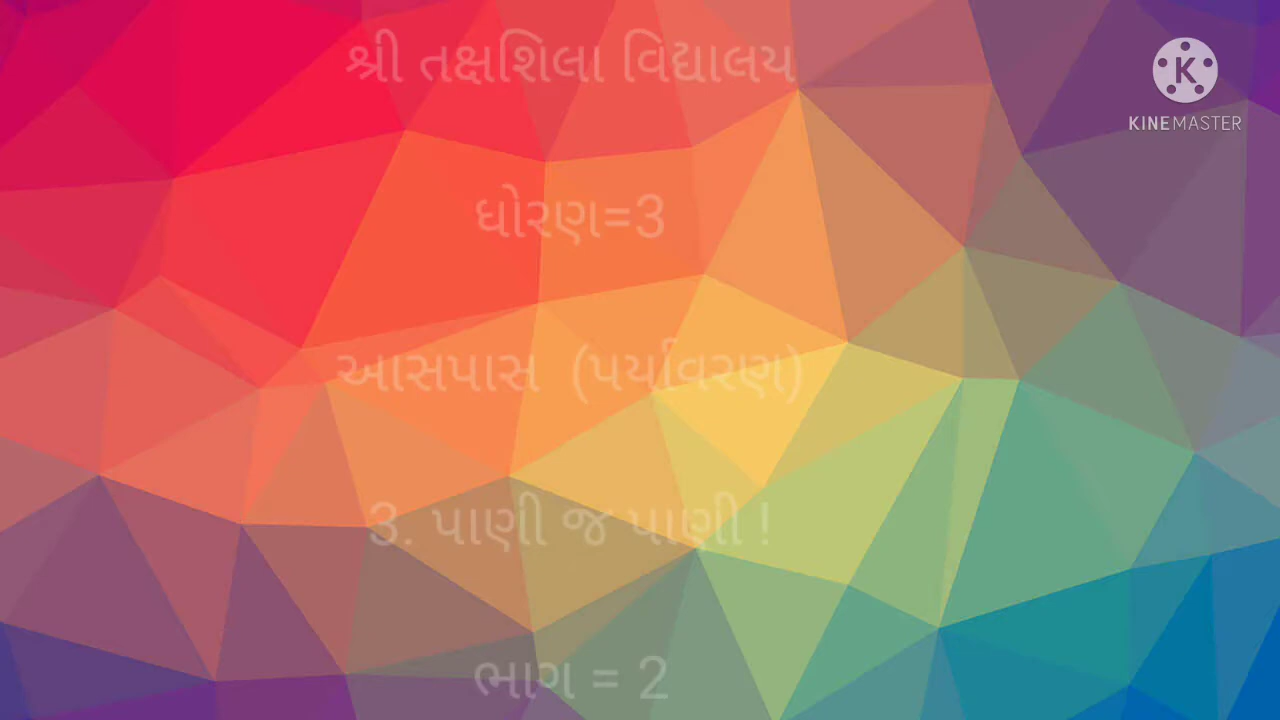 શ્રી તક્ષશિલા વિદ્યાલય
KINEMASTER
ધોરણ=3
આસપાસ (પર્યાવરણ)
3. પાણી જ પાણી !
ભાગ = 2